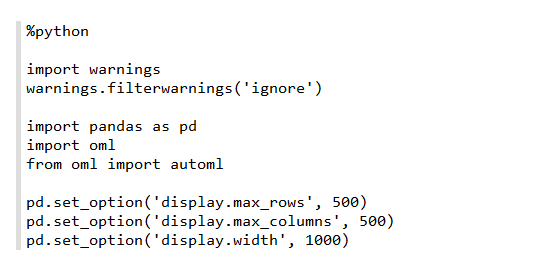 %python
import warnings
warnings.filterwarnings('ignore')
import pandas as pd
import oml
from oml import automl
pd.set_option('display.max_rows', 500)
pd.set_option('display.max_columns', 500)
pd.set_option('display.width', 1000)